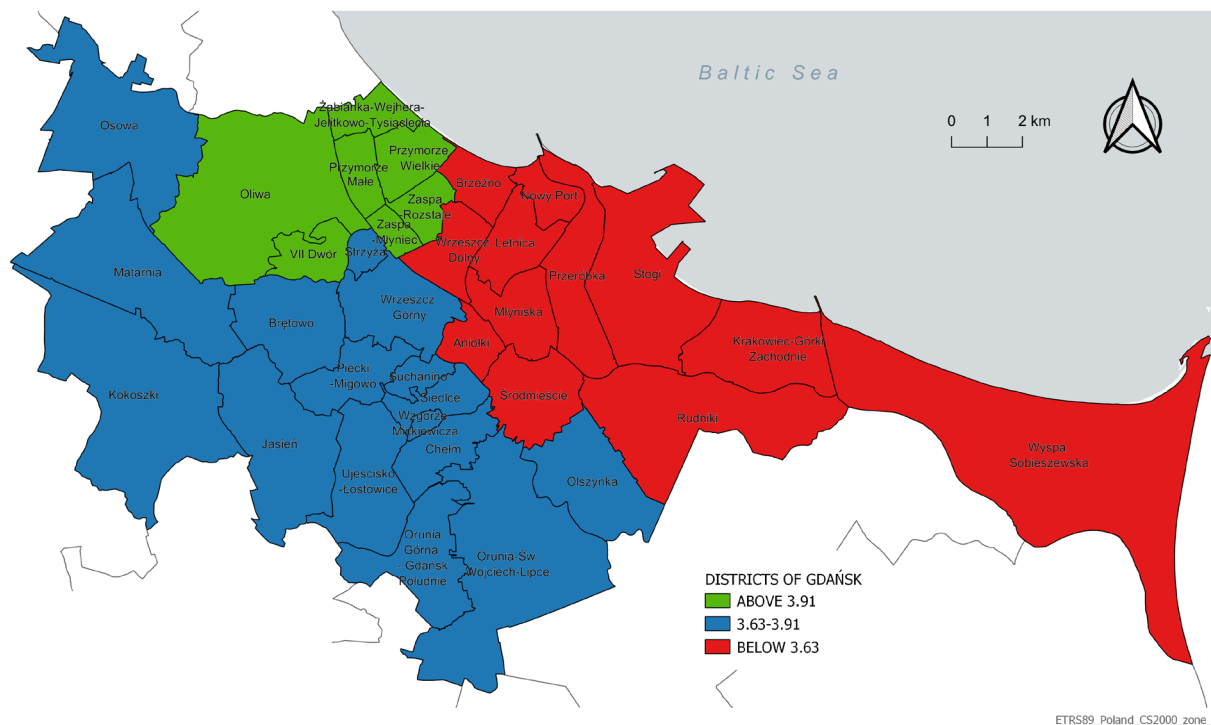 Baltic Sea
0 1 2 km
Osowa
Żabianka-Wejhera-
Jelitkowo-Tysiąclecia
Przymorze
Wielkie
Przymorze
Małe
Oliwa
Zaspa
-Rozstaje
Zaspa
-Młyniec
VII Dwór
Strzyża
Brzeźno
Nowy Port
Wrzeszcz
Dolny
Letnica
Przeróbka
Stogi
Matarnia
Wrzeszcz
Górny
Brętowo
Młyniska
Aniołki
Krakowiec-Górki
Zachodnie
Piecki
-Migowo
Suchanino
Siedlce
Śródmieście
Kokoszki
Wzgórze
Mickiewicza
Rudniki
Jasień
Chełm
Wyspa
Sobieszewska
Ujeścisko
-Łostowice
Olszynka
Orunia
Górna
- Gdańsk
Południe
Orunia-Św
Wojciech-Lipce
DISTRICTS OF GDAŃSK
ABOVE 3.91
3.63-3.91
BELOW 3.63
ETRS89_Poland_CS2000_zone_